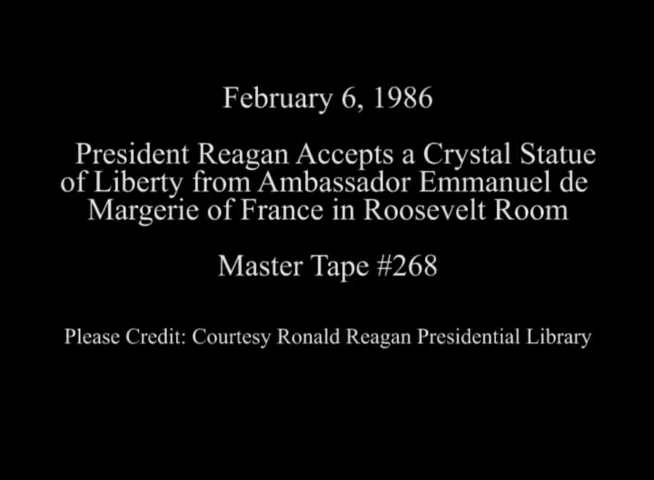 February 6, 1986
President Reagan Accepts a Crystal Statue
of Liberty from Ambassador Emmanuel de
Margerie of France in Roosevelt Room
Master Tape #268
Please Credit: Courtesy Ronald Reagan Presidential Library